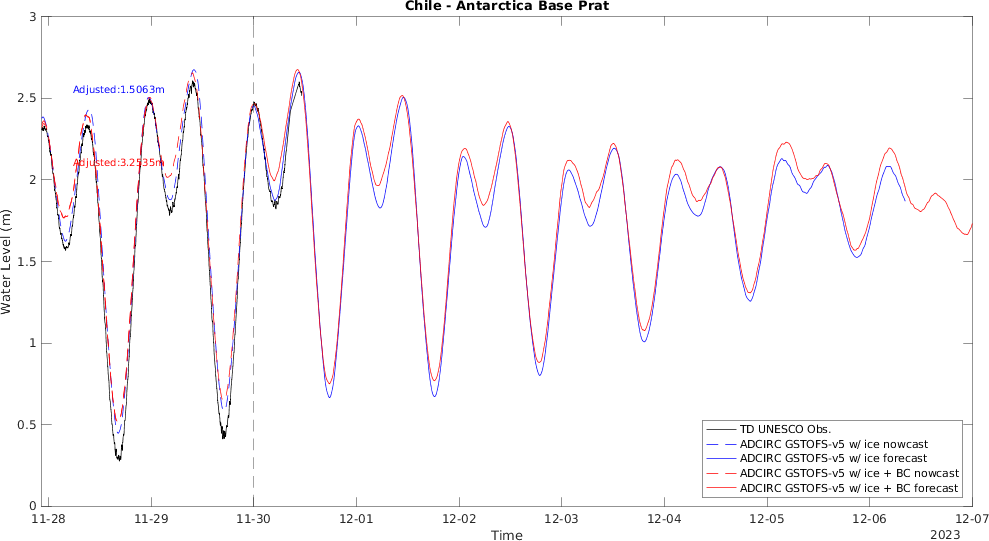 Chile - Antarctica Base Prat
3
2.5
2
1.5
1
0.5
0
Water Level (m)
Adjusted:1.5063m
Adjusted:3.2535m
TD UNESCO Obs.
ADCIRC GSTOFS-v5 w/ ice nowcast
ADCIRC GSTOFS-v5 w/ ice forecast
ADCIRC GSTOFS-v5 w/ ice + BC nowcast
ADCIRC GSTOFS-v5 w/ ice + BC forecast
11-28 11-29 11-30 12-01 12-02 12-03 12-04 12-05 12-06 12-07
Time 2023